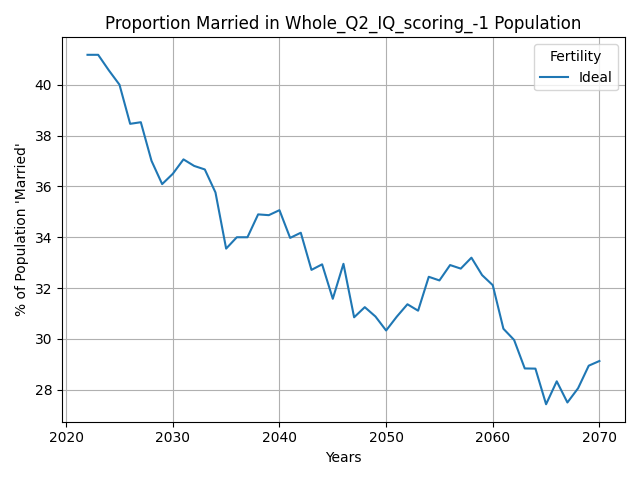 Proportion Married in Whole_Q2_IQ_scoring_-1 Population
Fertility
Ideal
% of Population 'Married'
40
38
36
34
32
30
28
2020
2030
2040
2050
2060
2070
Years